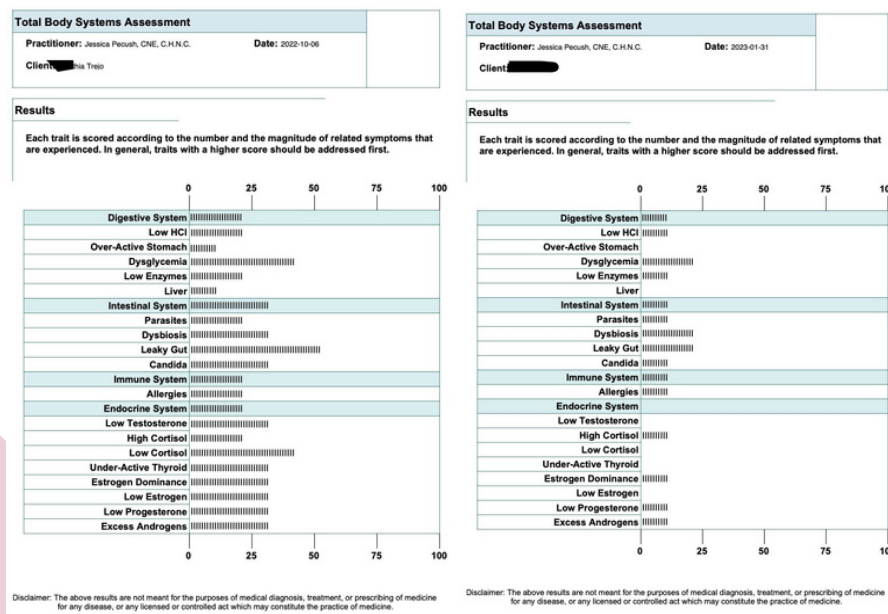 Total Body Systems Assessment
Practitioner: Jessica Pecush, CNE, C.H.N.C. Date: 2022-10-06
Client: hia Trejo
Results
Each trait is scored according to the number and the magnitude of related symptoms that
are experienced. In general, traits with a higher score should be addressed first.
0 25 50 75 100
Digestive System
Low HCl
Over-Active Stomach
Dysglycemia
Low Enzymes
Liver
Intestinal System
Parasites
Dysbiosis
Leaky Gut
Candida
Immune System
Allergies
Endocrine System
Low Testosterone
High Cortisol
Low Cortisol
Under-Active Thyroid
Estrogen Dominance
Low Estrogen
Low Progesterone
Excess Androgens
0 25 50 75 100
Disclaimer: The above results are not meant for the purposes of medical diagnosis, treatment, or prescribing of medicine
for any disease, or any licensed or controlled act which may constitute the practice of medicine.
Total Body Systems Assessment
Practitioner: Jessica Pecush, CNE, C.H.N.C. Date: 2023-01-31
Client:
Results
Each trait is scored according to the number and the magnitude of related symptoms that
are experienced. In general, traits with a higher score should be addressed first.
0 25 50 75 10
Digestive System
Low HCl
Over-Active Stomach
Dysglycemia
Low Enzymes
Liver
Intestinal System
Parasites
Dysbiosis
Leaky Gut
Candida
Immune System
Allergies
Endocrine System
Low Testosterone
High Cortisol
Low Cortisol
Under-Active Thyroid
Estrogen Dominance
Low Estrogen
Low Progesterone
Excess Androgens
0 25 50 75 10
Disclaimer: The above results are not meant for the purposes of medical diagnosis, treatment, or prescribing of medicine
for any disease, or any licensed or controlled act which may constitute the practice of medicine.